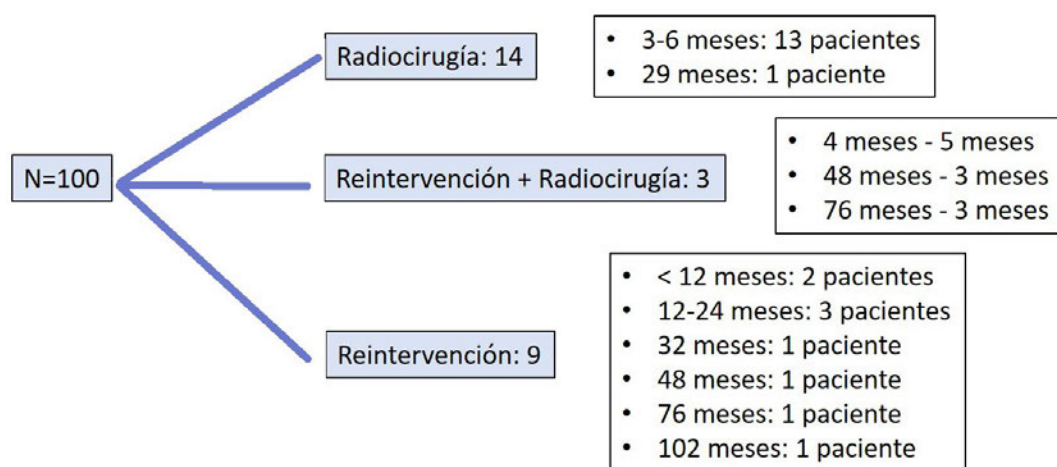 N=100
Radiocirugía: 14
• 3-6 meses: 13 pacientes
• 29 meses: 1 paciente
Reintervención + Radiocirugía: 3
• 4 meses - 5 meses
• 48 meses - 3 meses
• 76 meses - 3 meses
Reintervención: 9
• < 12 meses: 2 pacientes
• 12-24 meses: 3 pacientes
• 32 meses: 1 paciente
• 48 meses: 1 paciente
• 76 meses: 1 paciente
• 102 meses: 1 paciente